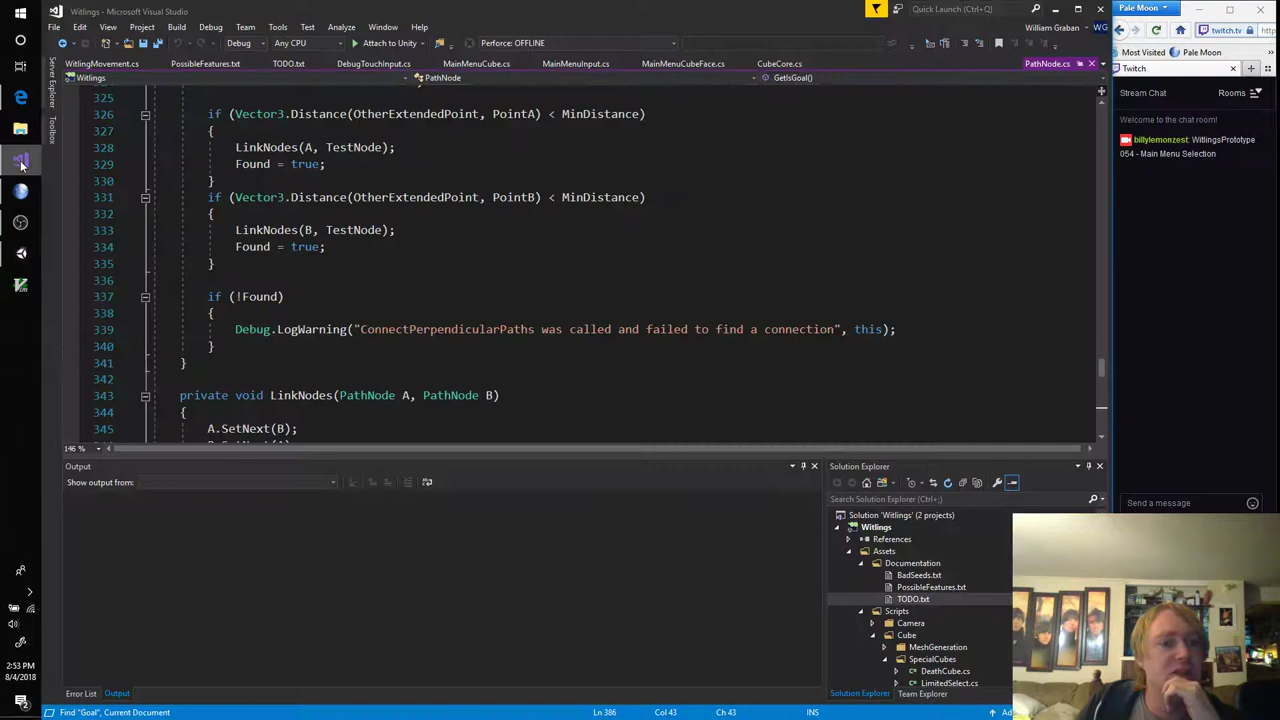 Witlings - Microsoft Visual Studio
Quick Launch (Ctrl+Q)
Pale Moon
File Edit View Project Build Debug Team Tools Test Analyze Window Help
William Graban WG
Debug Any CPU Attach to Unity Perforce: OFFLINE
twitch.tv
Most Visited Pale Moon
WitlingMovement.cs PossibleFeatures.txt TODO.txt DebugTouchInput.cs MainMenuCube.cs MainMenuInput.cs MainMenuCubeFace.cs CubeCore.cs PathNode.cs
Twitch
Witlings PathNode GetIsGoal()
Server Explorer
Toolbox
Stream Chat Rooms
Welcome to the chat room!
billylemonzest: WitlingsPrototype
054 - Main Menu Selection
325
326 if (Vector3.Distance(OtherExtendedPoint, PointA) < MinDistance)
327 {
328 LinkNodes(A, TestNode);
329 Found = true;
330 }
331 if (Vector3.Distance(OtherExtendedPoint, PointB) < MinDistance)
332 {
333 LinkNodes(B, TestNode);
334 Found = true;
335 }
336
337 if (!Found)
338 {
339 Debug.LogWarning("ConnectPerpendicularPaths was called and failed to find a connection", this);
340 }
341 }
342
343 private void LinkNodes(PathNode A, PathNode B)
344 {
345 A.SetNext(B);
146 %
Output
Show output from:
Solution Explorer
Search Solution Explorer (Ctrl+;)
Solution 'Witlings' (2 projects)
Witlings
References
Assets
Documentation
BadSeeds.txt
PossibleFeatures.txt
TODO.txt
Scripts
Camera
Cube
MeshGeneration
SpecialCubes
DeathCube.cs
LimitedSelect.cs
Send a message
Error List Output
Solution Explorer Team Explorer
Find "Goal", Current Document Ln 386 Col 43 Ch 43 INS
2:53 PM
8/4/2018
2